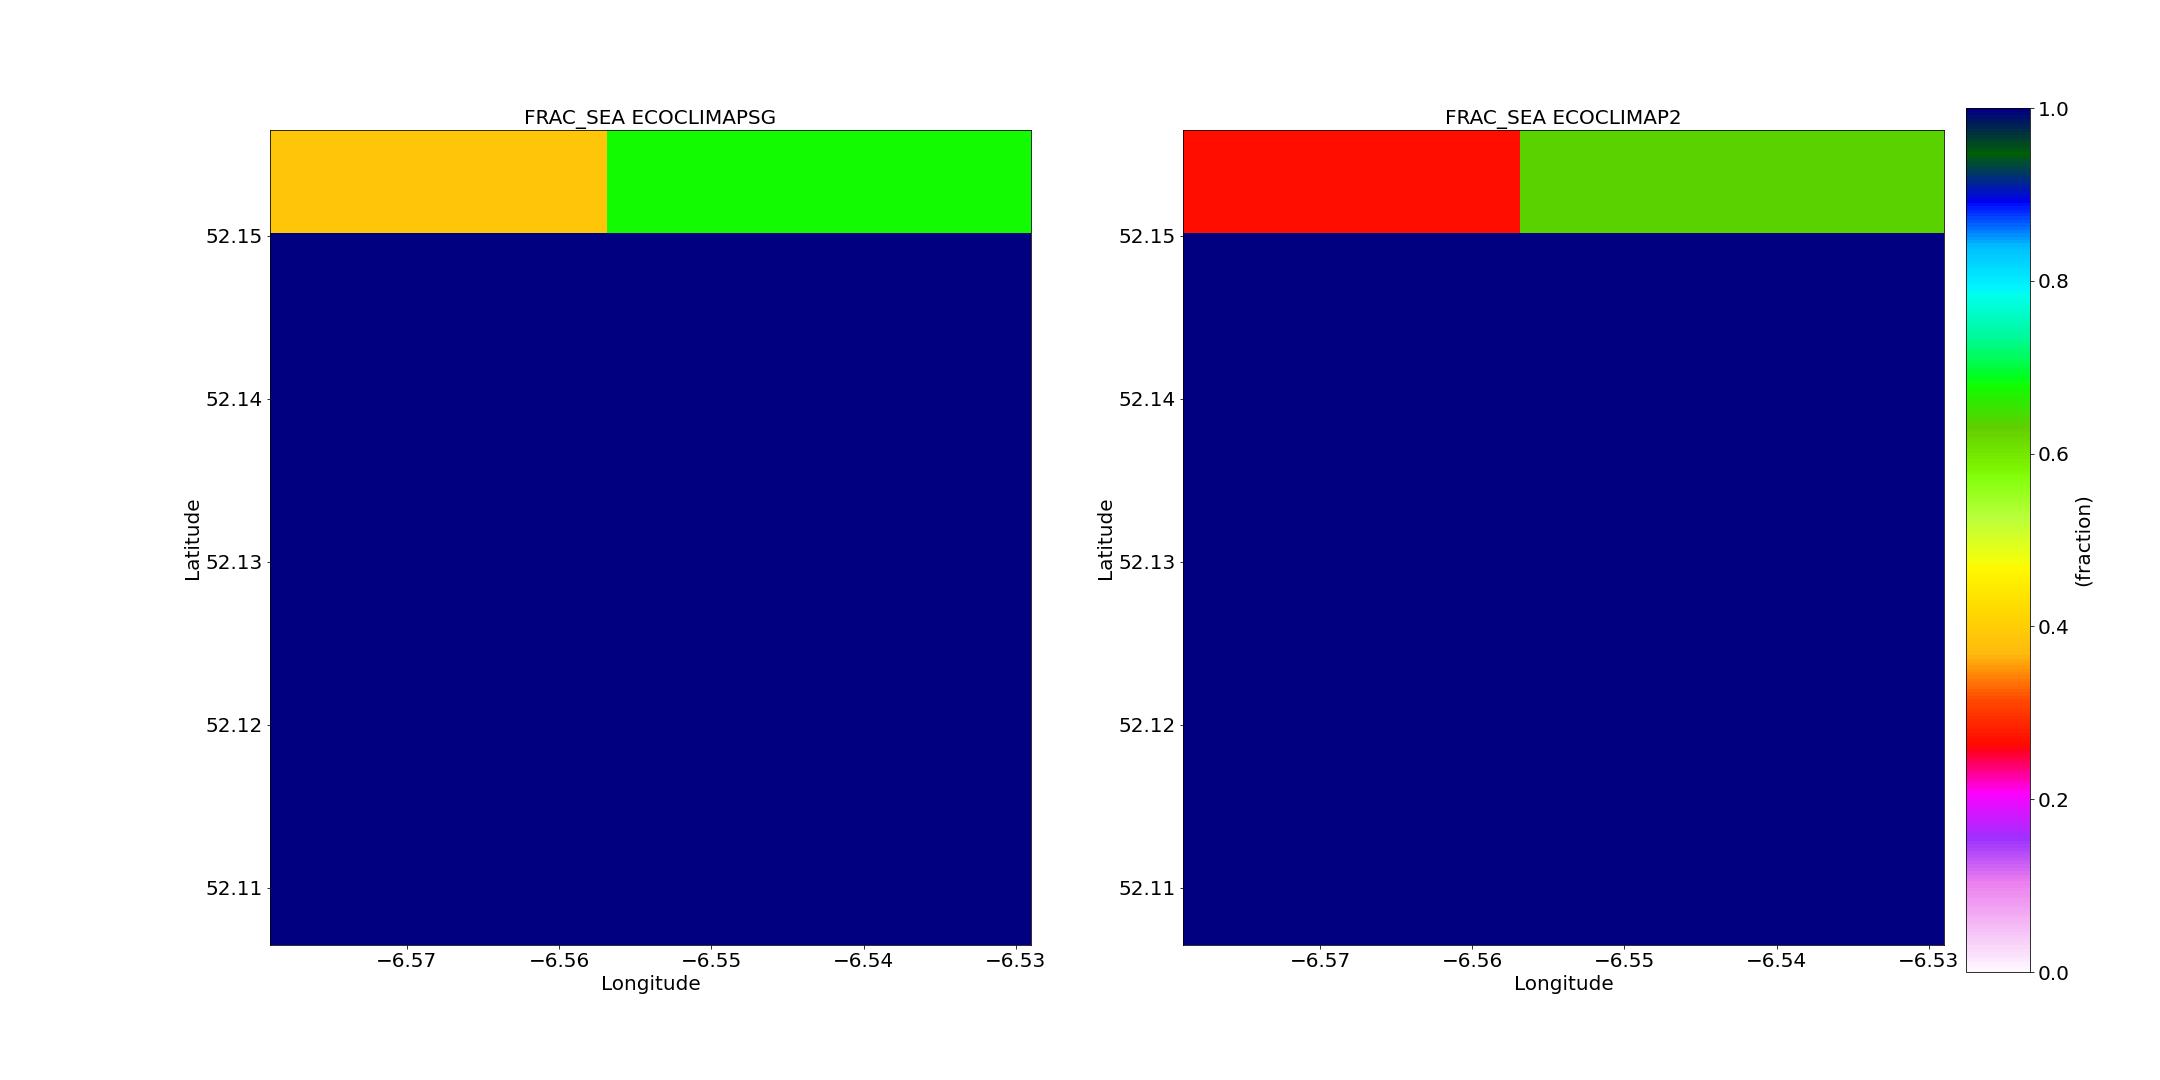 FRAC_SEA ECOCLIMAPSG
52.15
52.14
52.13
52.12
52.11
Latitude
−6.57 −6.56 −6.55 −6.54 −6.53
Longitude
FRAC_SEA ECOCLIMAP2
52.15
52.14
52.13
52.12
52.11
Latitude
−6.57 −6.56 −6.55 −6.54 −6.53
Longitude
1.0
0.8
0.6
0.4
0.2
0.0
(fraction)